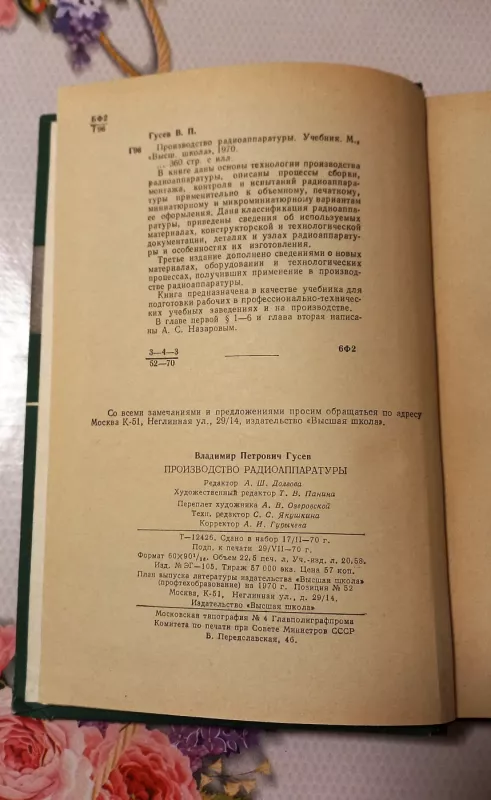 6Ф2
Г96
Гусев В. П.
Г96 Производство радиоаппаратуры. Учебник. М.,
«Высш. школа», 1970.
360 стр. с илл.
В книге даны основы технологии производства
радиоаппаратуры, описаны процессы сборки,
монтажа, контроля и испытаний радиоаппара-
туры применительно к объемному, печатному,
миниатюрному и микроминиатюрному вариантам
ее оформления. Дана классификация радиоаппа-
ратуры, приведены сведения об используемых
материалах, конструкторской и технологической
документации, деталях и узлах радиоаппарату-
ры и особенностях их изготовления.
Третье издание дополнено сведениями о новых
материалах, оборудовании и технологических
процессах, получивших применение в производ-
стве радиоаппаратуры.
Книга предназначена в качестве учебника для
подготовки рабочих в профессионально-техничес-
ких учебных заведениях и на производстве.
В главе первой § 1—6 и глава вторая написа-
ны А. С. Назаровым.
3—4—3
52—70
6Ф2
Со всеми замечаниями и предложениями просим обращаться по адресу
Москва К-51, Неглинная ул., 29/14, издательство «Высшая школа».
Владимир Петрович Гусев
ПРОИЗВОДСТВО РАДИОАППАРАТУРЫ
Редактор А. Ш. Долгова
Художественный редактор Т. В. Панина
Переплет художника А. В. Озеровской
Техн. редактор С. С. Якушкина
Корректор А. И. Гурычева
Т—12426. Сдано в набор 17/II—70 г.
Подп. к печати 29/VII—70 г.
Формат 60×90¹/₁₆. Объем 22,5 печ. л. Уч.-изд. л. 20,58.
Изд. № ЭГ—105. Тираж 57 000 экз. Цена 57 коп.
План выпуска литературы издательства «Высшая школа»
(профтехобразование) на 1970 г. Позиция № 52
Москва, К-51, Неглинная ул., д. 29/14,
Издательство «Высшая школа»
Московская типография № 4 Главполиграфпрома
Комитета по печати при Совете Министров СССР
Б. Переяславская, 46.